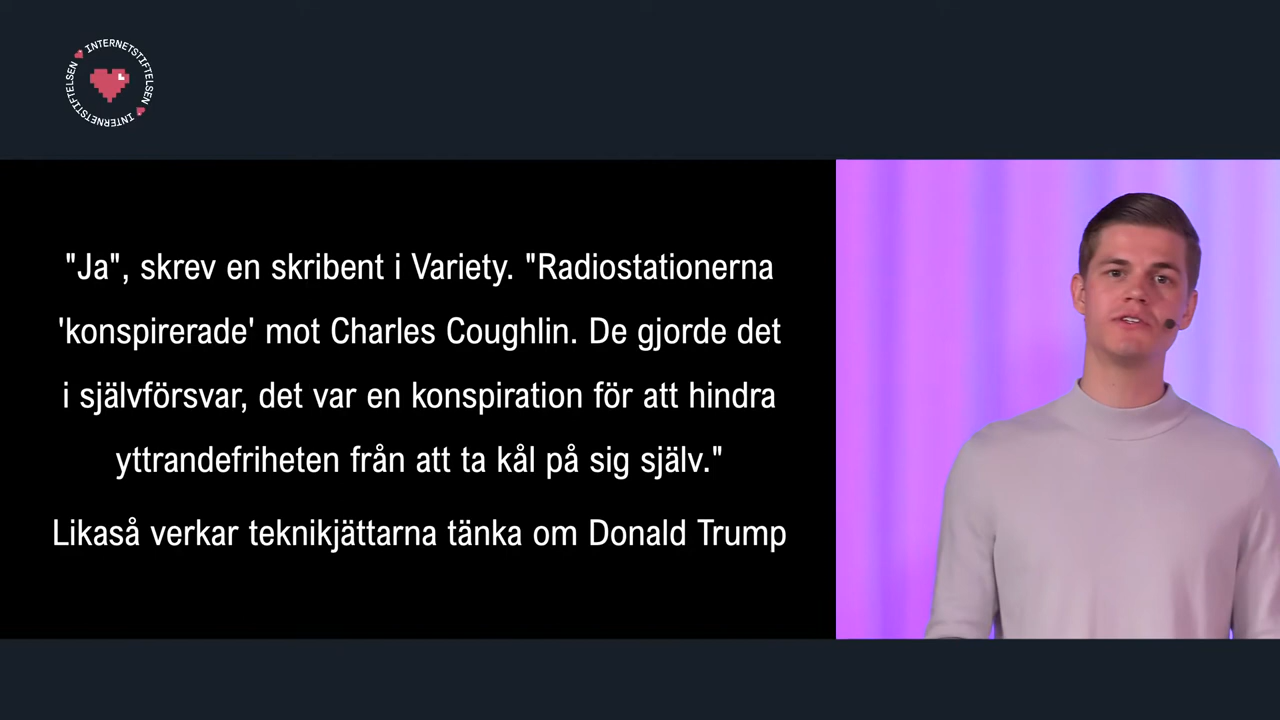 INTERNETSTIFTELSEN
INTERNETSTIFTELSEN
"Ja", skrev en skribent i Variety. "Radiostationerna
'konspirerade' mot Charles Coughlin. De gjorde det
i självförsvar, det var en konspiration för att hindra
yttrandefriheten från att ta kål på sig själv."
Likaså verkar teknikjättarna tänka om Donald Trump